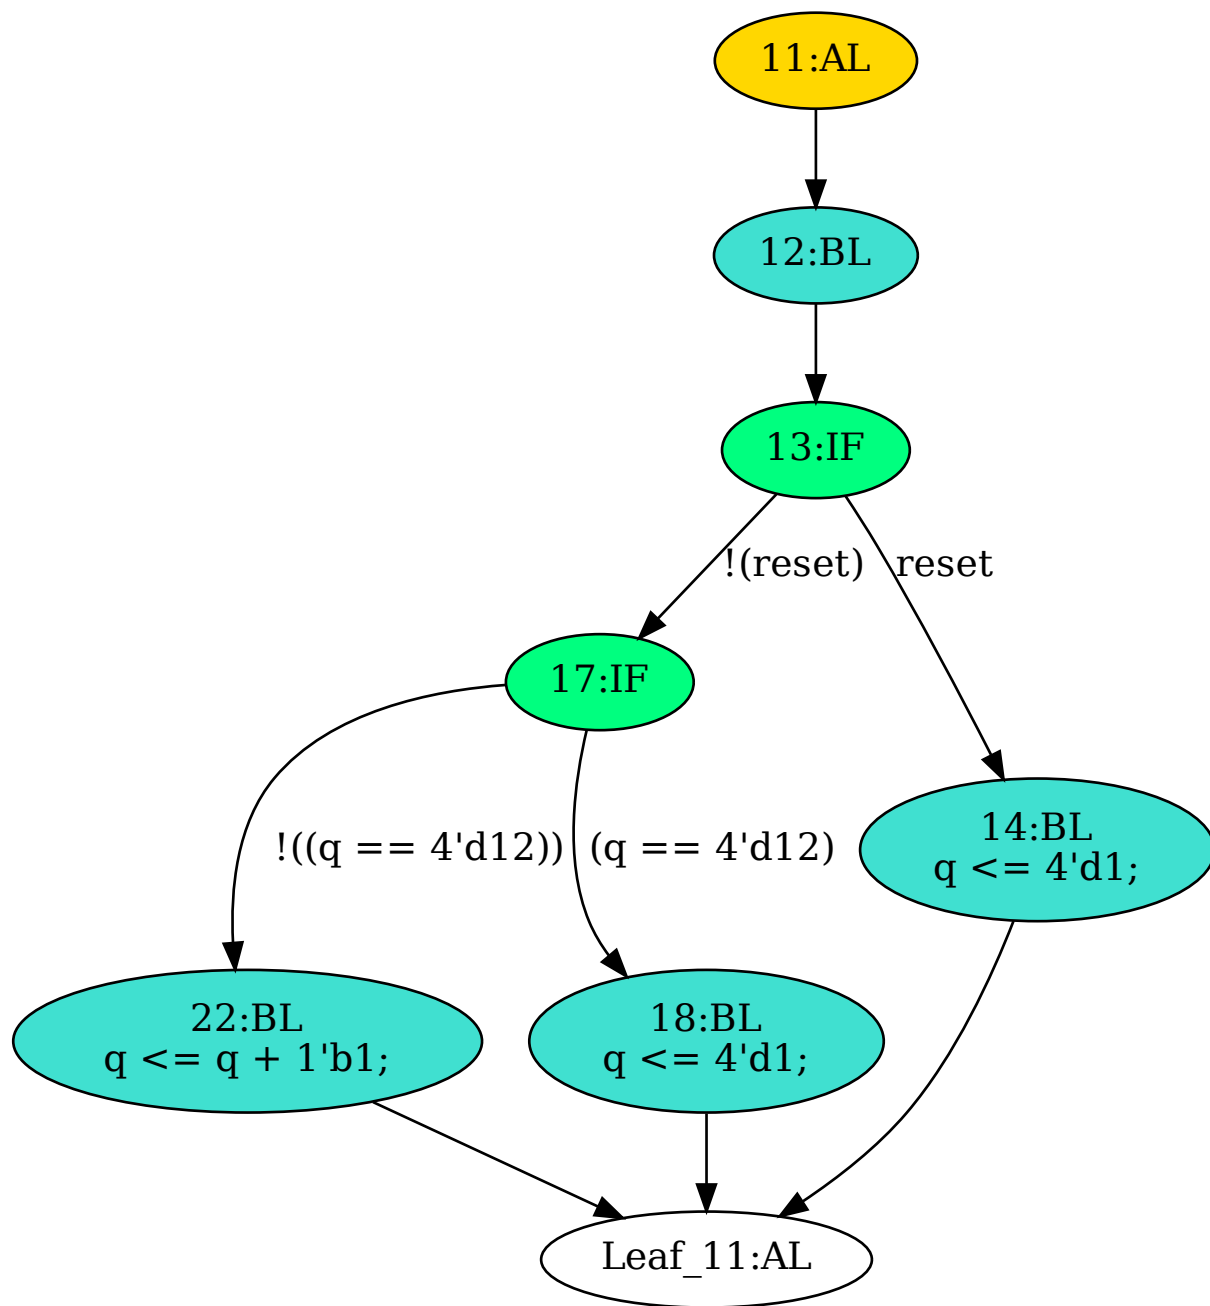 11:AL
12:BL
13:IF
!(reset)
reset
17:IF
14:BL
q <= 4'd1;
!((q == 4'd12))
(q == 4'd12)
22:BL
q <= q + 1'b1;
18:BL
q <= 4'd1;
Leaf_11:AL